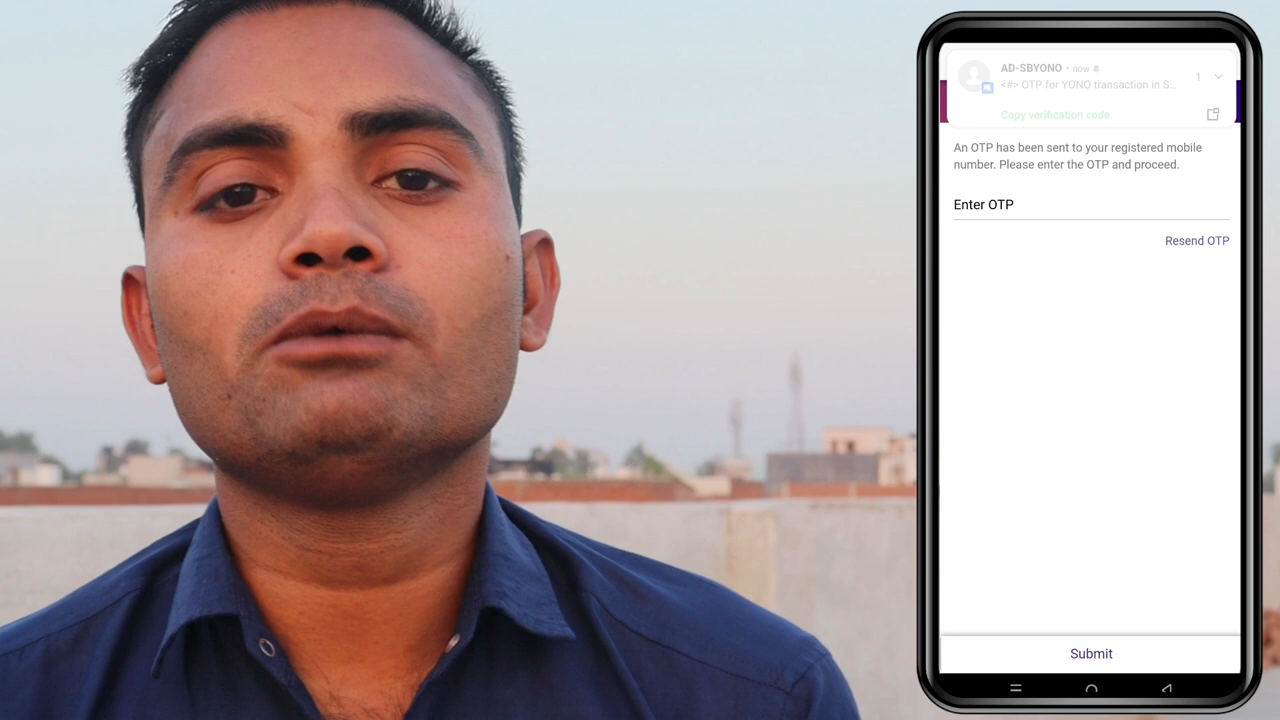 AD-SBYONO • now
<#> OTP for YONO transaction in S...
1
Copy verification code
An OTP has been sent to your registered mobile
number. Please enter the OTP and proceed.
Enter OTP
Resend OTP
Submit